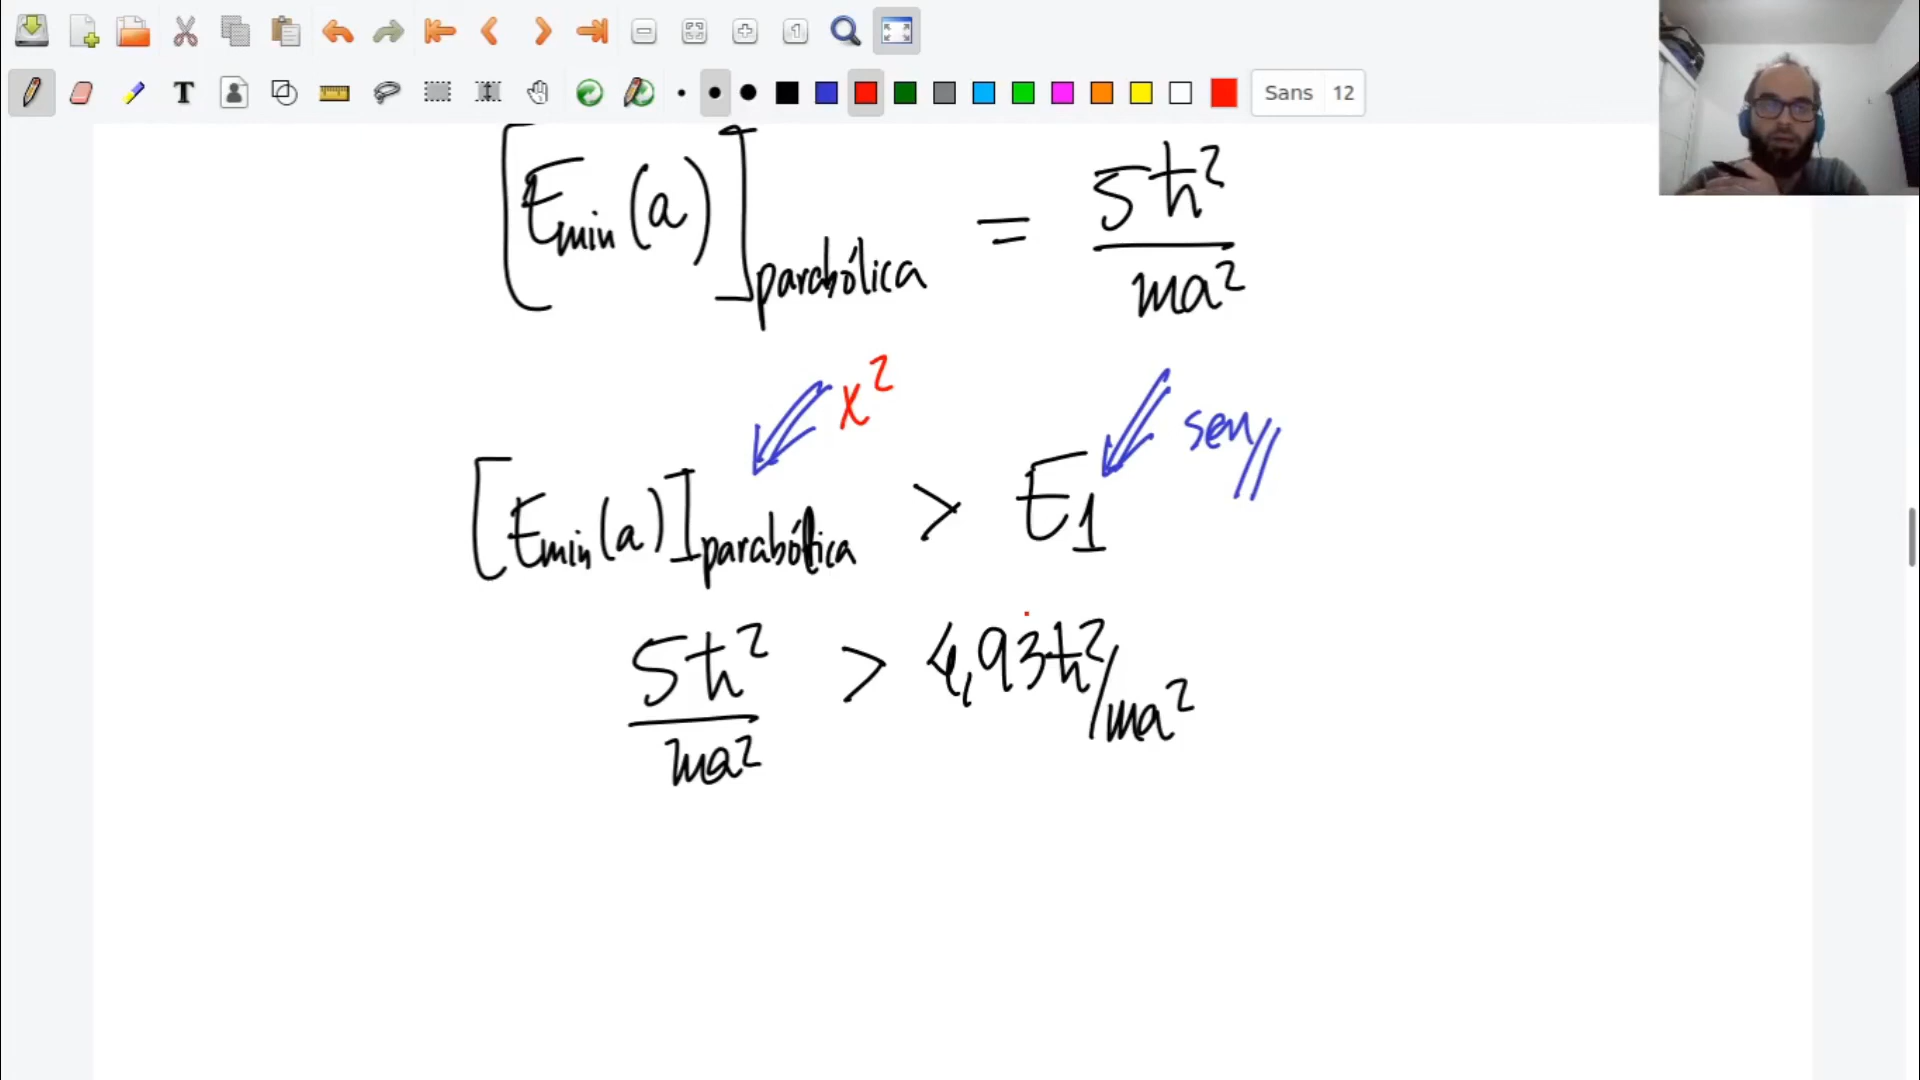 T Sans 12
[Emin(a)]parabólica = 5ħ²/ma²
x² sen
[Emin(a)]parabólica > E1
5ħ²/ma² > 4,93ħ²/ma²